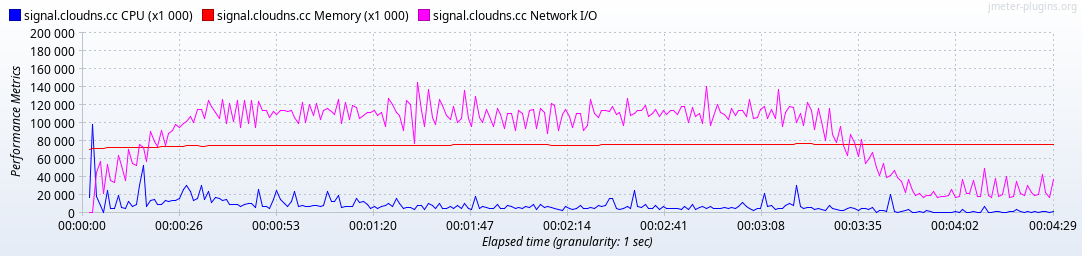 jmeter-plugins.org
signal.cloudns.cc CPU (x1 000) signal.cloudns.cc Memory (x1 000) signal.cloudns.cc Network I/O
200 000
180 000
160 000
140 000
120 000
100 000
80 000
60 000
40 000
20 000
0
Performance Metrics
00:00:00 00:00:26 00:00:53 00:01:20 00:01:47 00:02:14 00:02:41 00:03:08 00:03:35 00:04:02 00:04:29
Elapsed time (granularity: 1 sec)